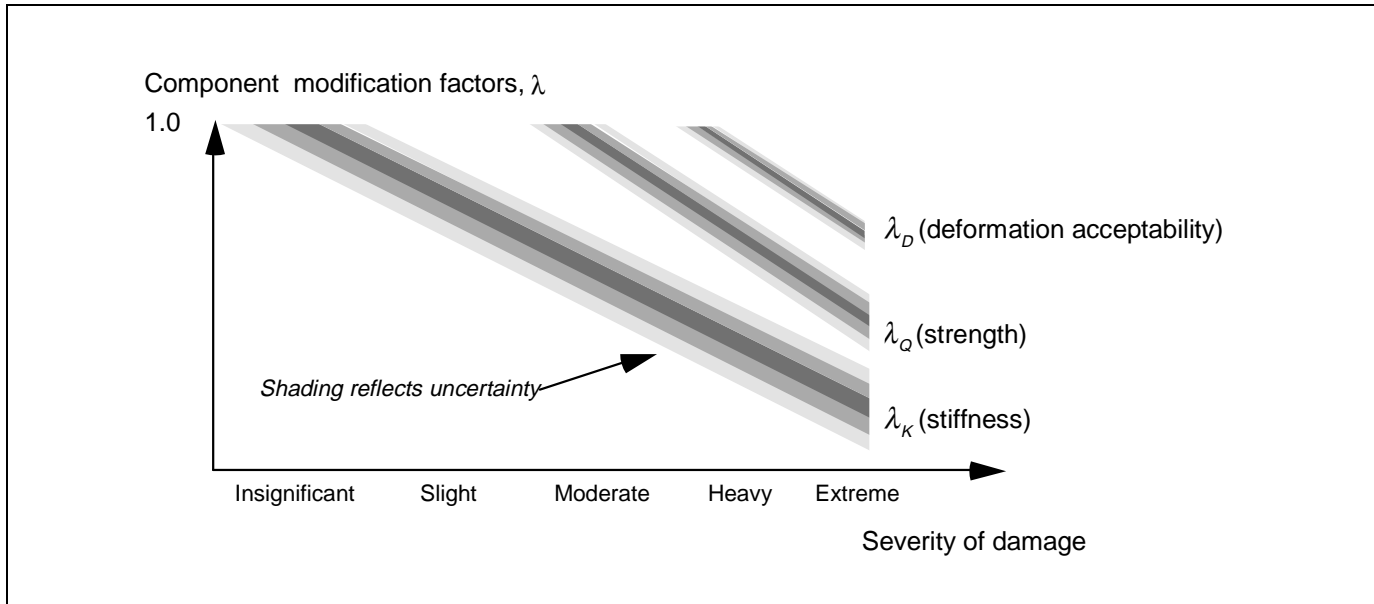 Component modification factors, λ
1.0
λD (deformation acceptability)
λQ (strength)
Shading reflects uncertainty
λK (stiffness)
Insignificant Slight Moderate Heavy Extreme
Severity of damage